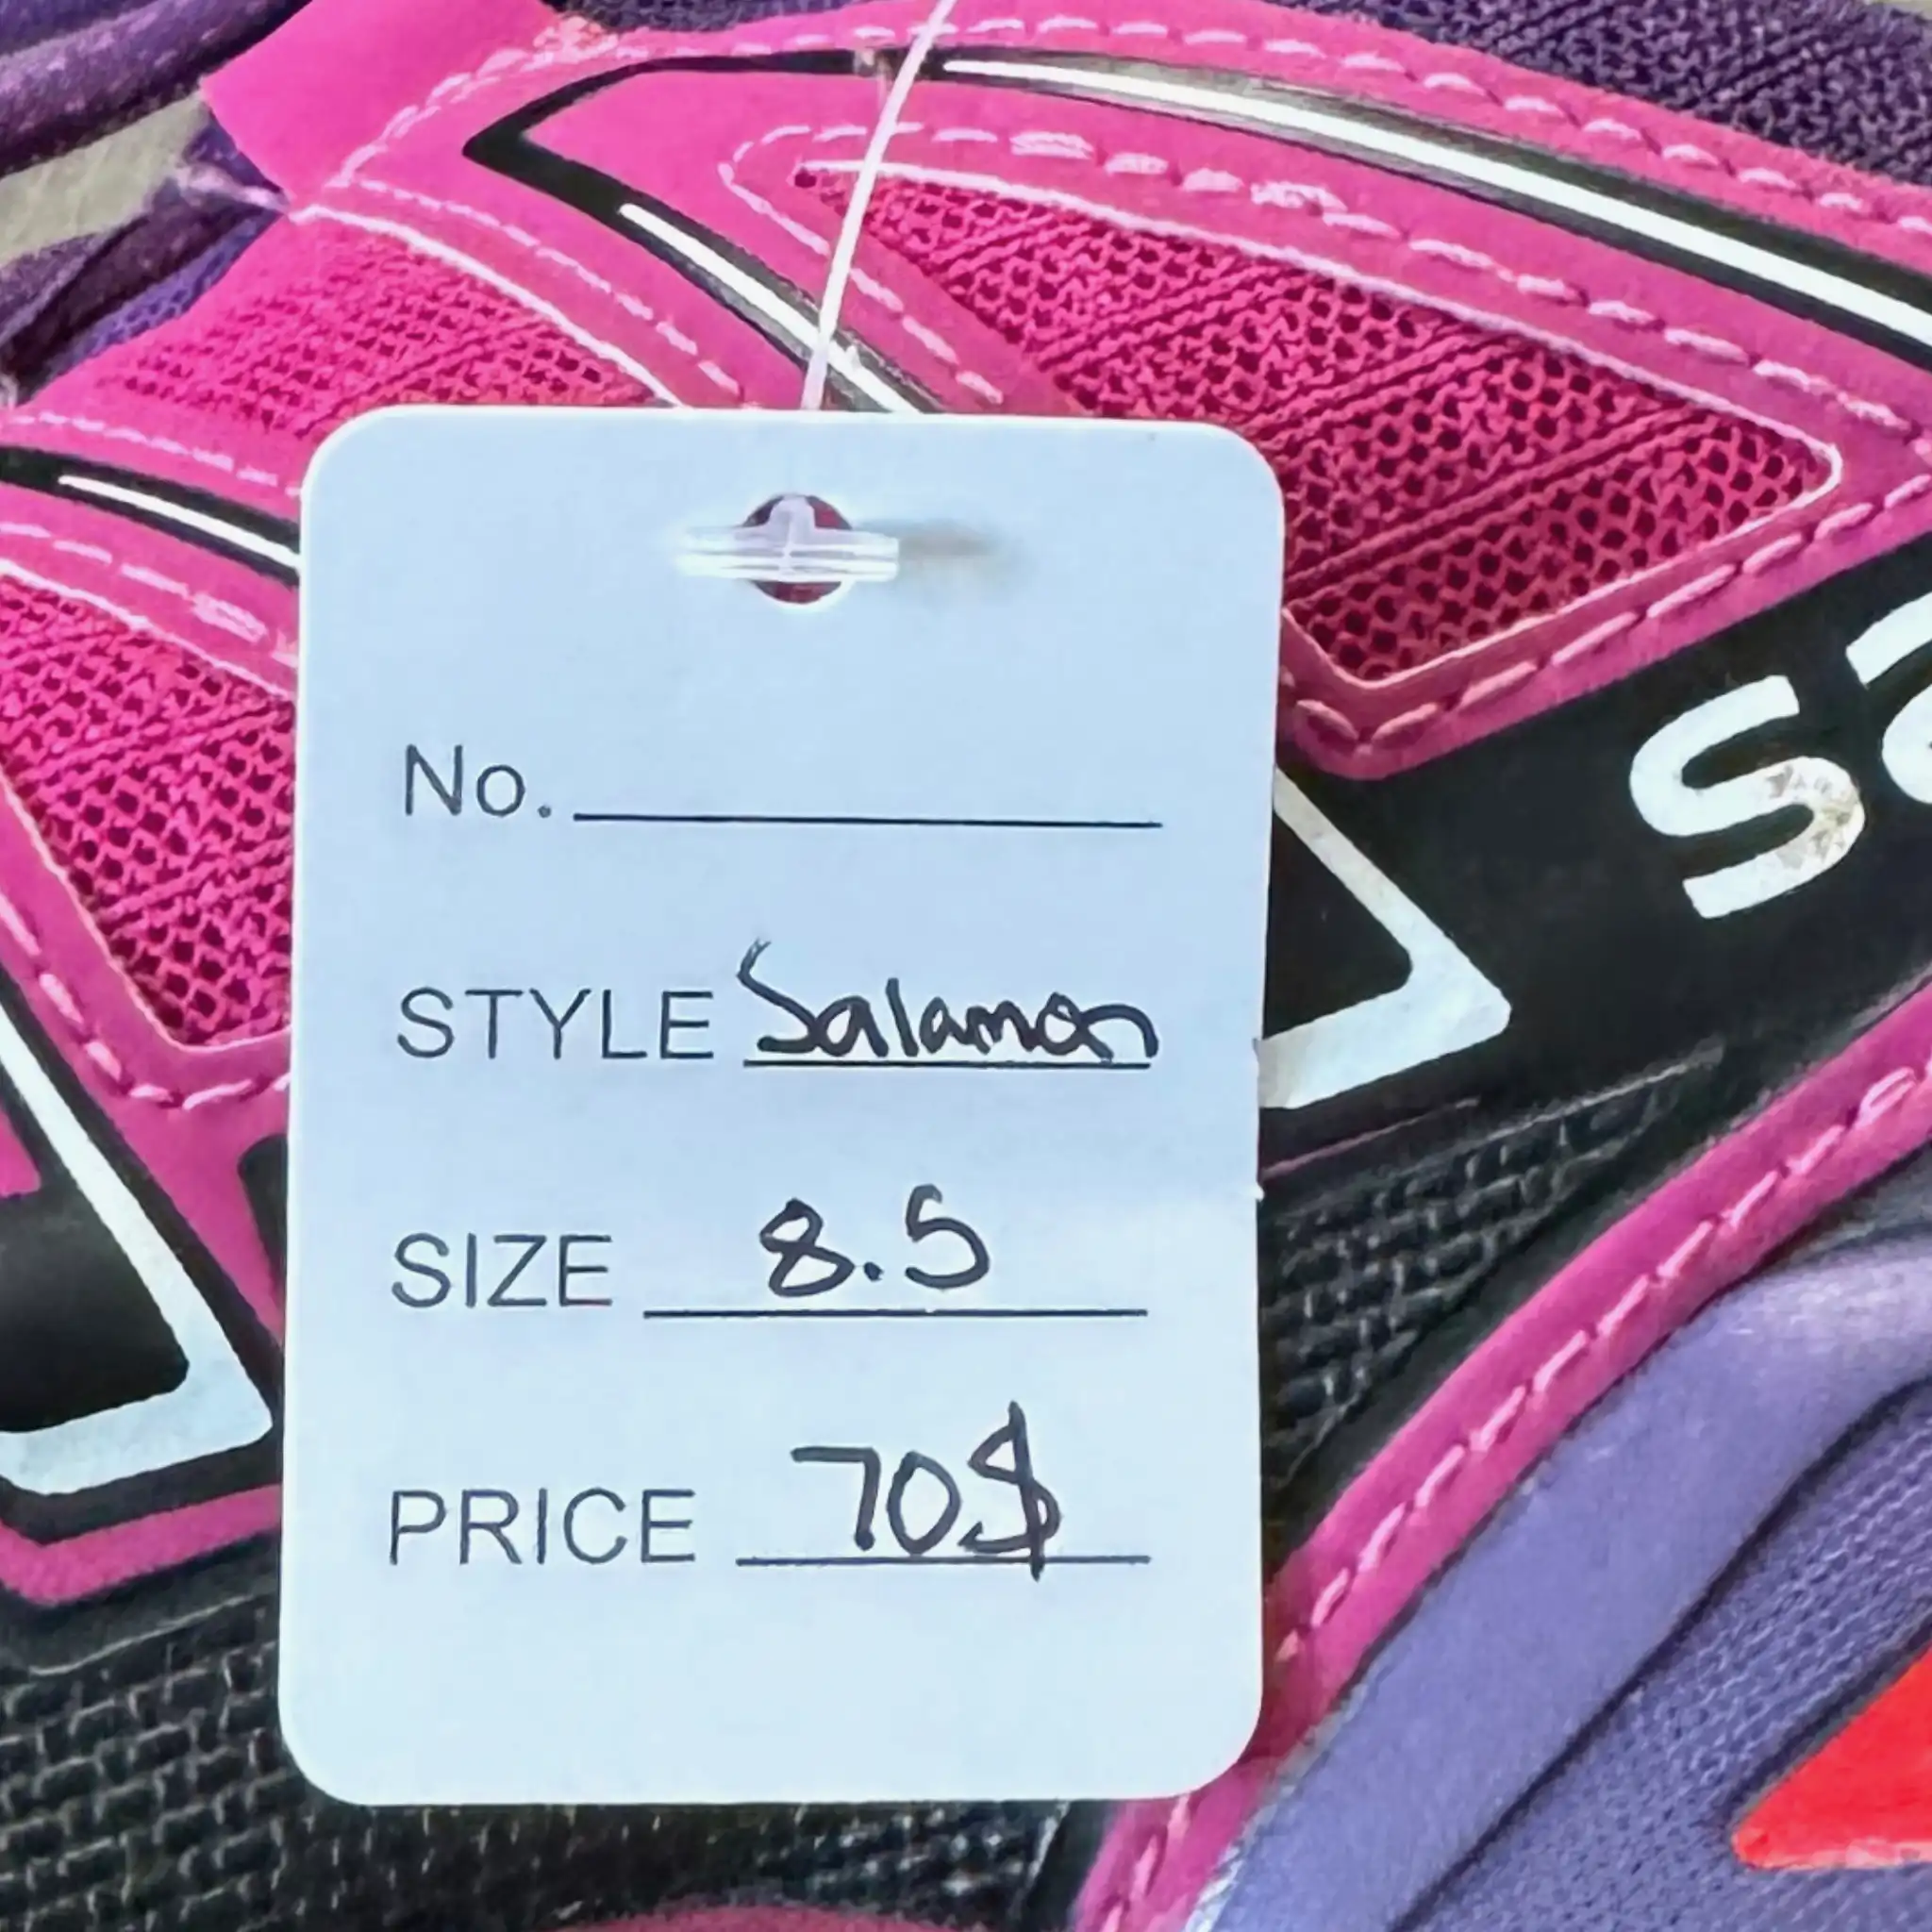 No.
STYLE Salamon
SIZE 8.5
PRICE 70$